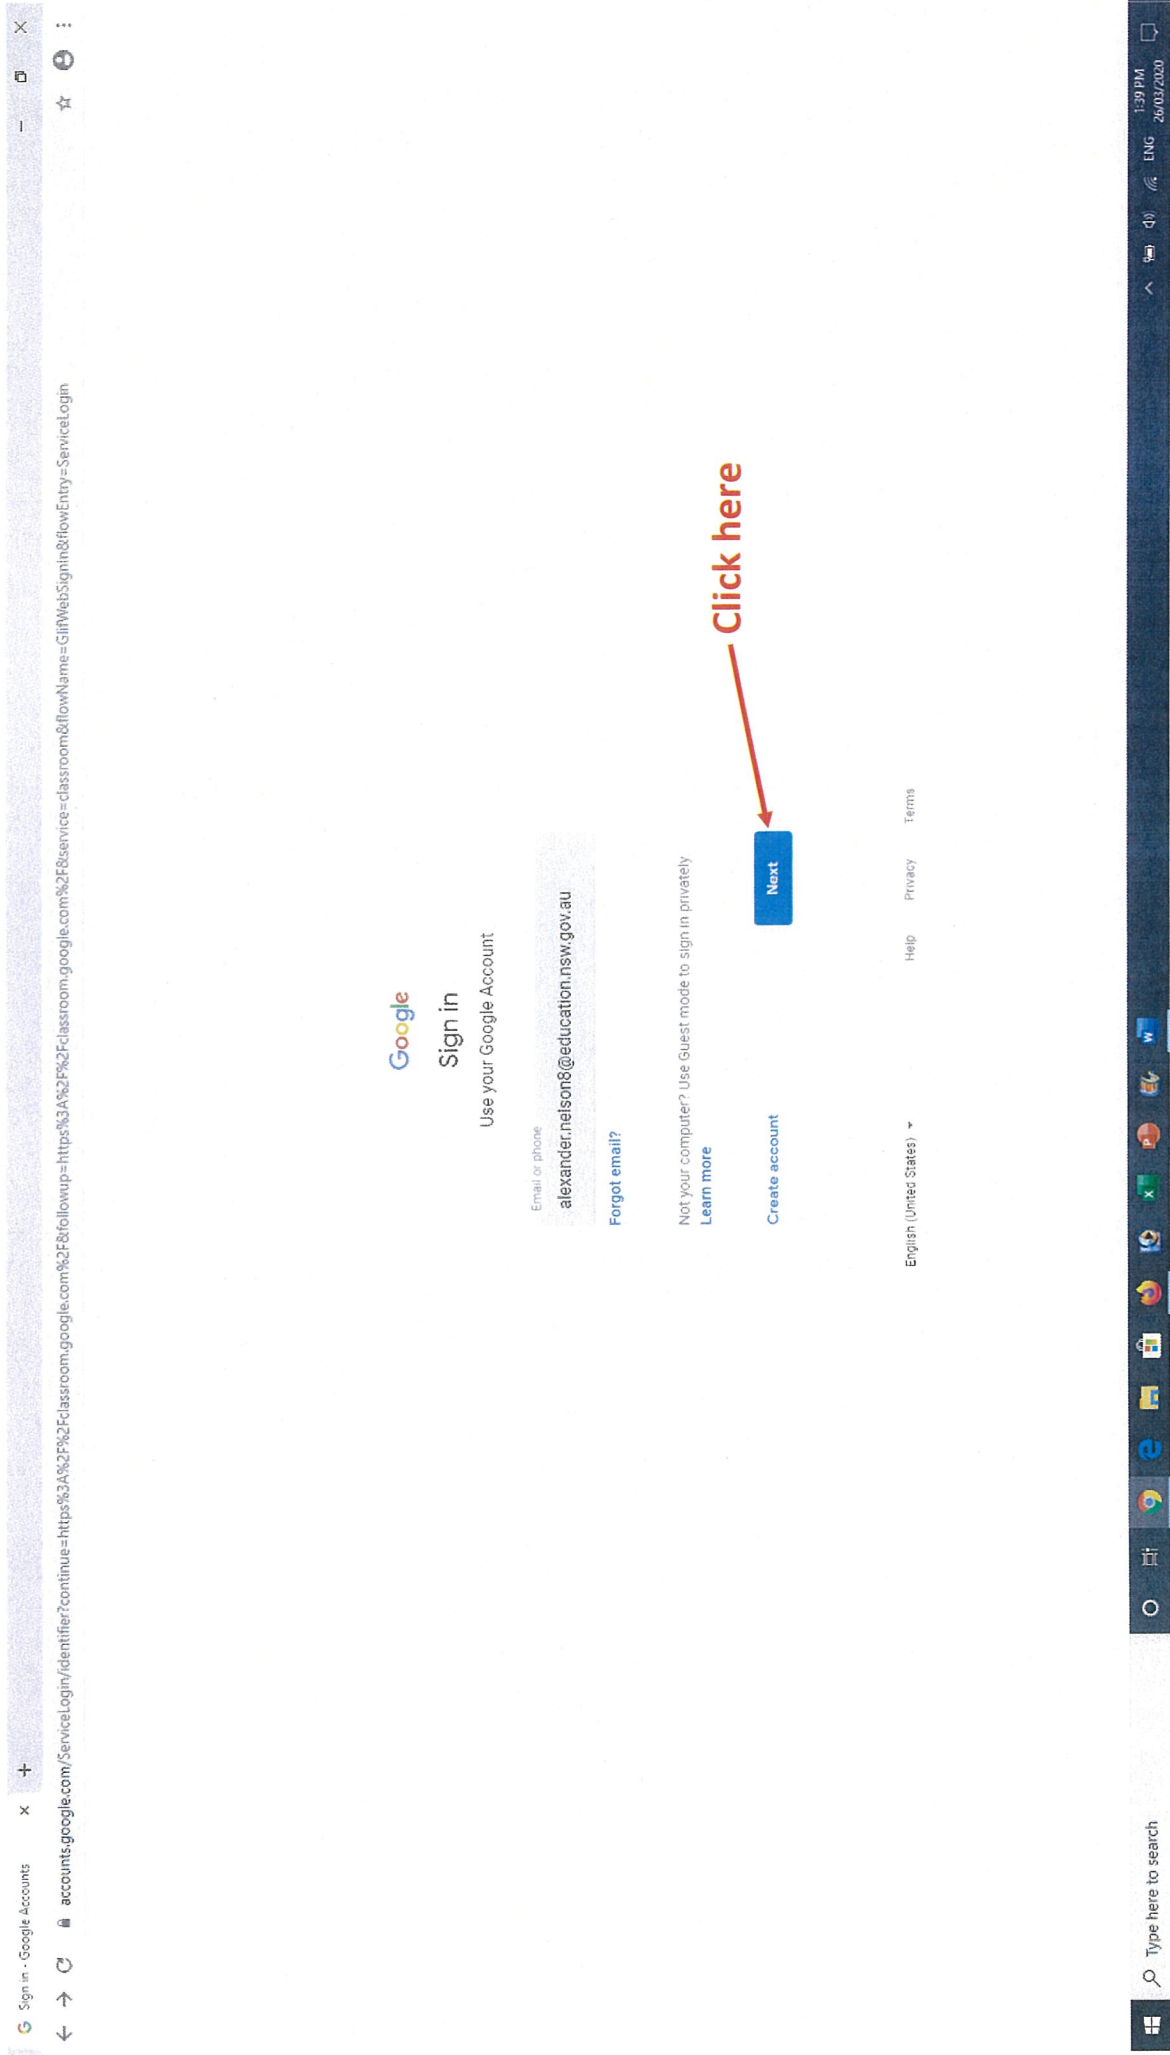 Sign in - Google Accounts
accounts.google.com/ServiceLogin/identifier?continue=https%3A%2F%2Fclassroom.google.com%2F&followup=https%3A%2F%2Fclassroom.google.com%2F&service=classroom&flowName=GlifWebSignIn&flowEntry=ServiceLogin
Google
Sign in
Use your Google Account
Email or phone
alexander.nelson8@education.nsw.gov.au
Forgot email?
Not your computer? Use Guest mode to sign in privately
Learn more
Create account
Next
Click here
English (United States)
Help
Privacy
Terms
Type here to search
ENG
1:39 PM
26/03/2020